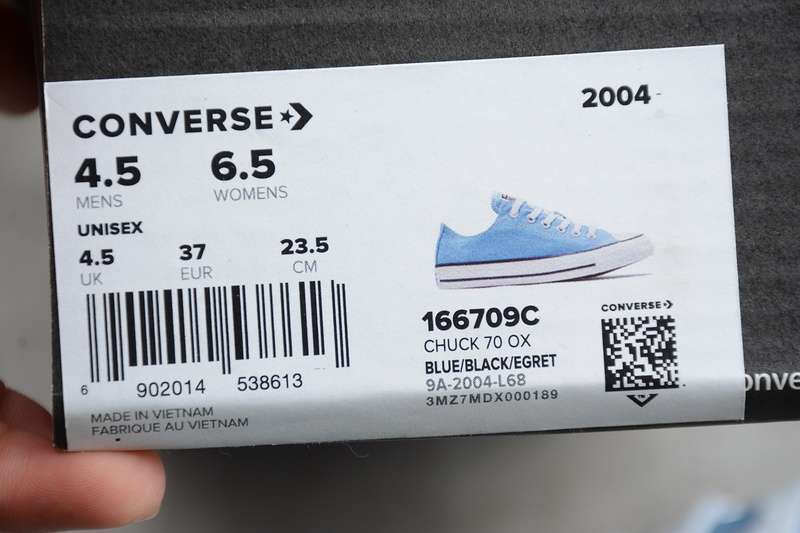 CONVERSE
2004
4.5 6.5
MENS WOMENS
UNISEX
4.5 37 23.5
UK EUR CM
6 902014 538613
MADE IN VIETNAM
FABRIQUE AU VIETNAM
166709C
CHUCK 70 OX
BLUE/BLACK/EGRET
9A-2004-L68
3MZ7MDX000189
CONVERSE
onve